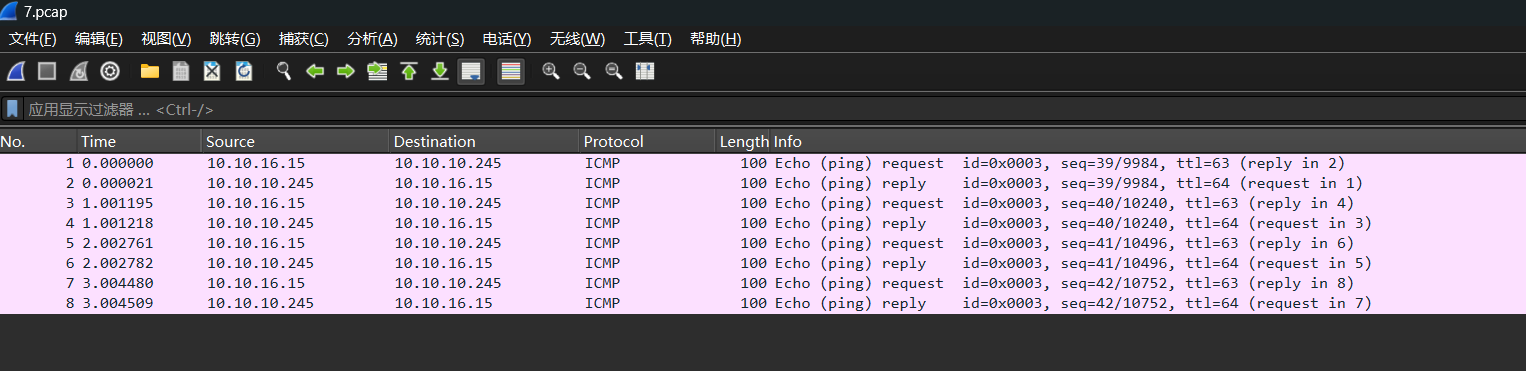 7.pcap
文件(F) 编辑(E) 视图(V) 跳转(G) 捕获(C) 分析(A) 统计(S) 电话(Y) 无线(W) 工具(T) 帮助(H)
应用显示过滤器 … <Ctrl-/>
No. Time Source Destination Protocol Length Info
1 0.000000 10.10.16.15 10.10.10.245 ICMP 100 Echo (ping) request id=0x0003, seq=39/9984, ttl=63 (reply in 2)
2 0.000021 10.10.10.245 10.10.16.15 ICMP 100 Echo (ping) reply id=0x0003, seq=39/9984, ttl=64 (request in 1)
3 1.001195 10.10.16.15 10.10.10.245 ICMP 100 Echo (ping) request id=0x0003, seq=40/10240, ttl=63 (reply in 4)
4 1.001218 10.10.10.245 10.10.16.15 ICMP 100 Echo (ping) reply id=0x0003, seq=40/10240, ttl=64 (request in 3)
5 2.002761 10.10.16.15 10.10.10.245 ICMP 100 Echo (ping) request id=0x0003, seq=41/10496, ttl=63 (reply in 6)
6 2.002782 10.10.10.245 10.10.16.15 ICMP 100 Echo (ping) reply id=0x0003, seq=41/10496, ttl=64 (request in 5)
7 3.004480 10.10.16.15 10.10.10.245 ICMP 100 Echo (ping) request id=0x0003, seq=42/10752, ttl=63 (reply in 8)
8 3.004509 10.10.10.245 10.10.16.15 ICMP 100 Echo (ping) reply id=0x0003, seq=42/10752, ttl=64 (request in 7)